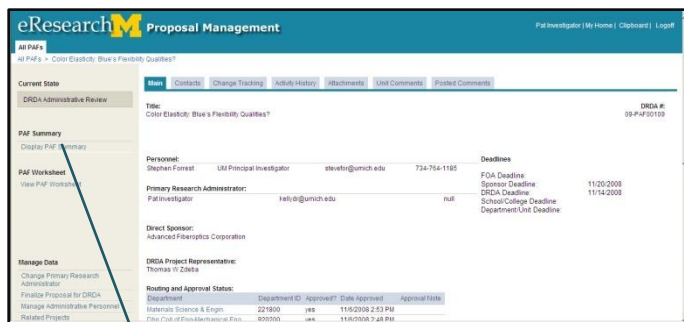 eResearch M Proposal Management
Pat Investigator | My Home | Clipboard | Logoff
All PAFs
All PAFs > Color Elasticity: Blue's Flexibility Qualities?
Current State
DRDA Administrative Review
PAF Summary
Display PAF Summary
PAF Worksheet
View PAF Worksheet
Manage Data
Change Primary Research
Administrator
Finalize Proposal for DRDA
Manage Administrative Personnel
Related Projects
Main Contacts Change Tracking Activity History Attachments Unit Comments Posted Comments
Title:
Color Elasticity: Blue's Flexibility Qualities?
DRDA #:
09-PAF00109
Personnel:
Stephen Forrest UM Principal Investigator stevefor@umich.edu 734-764-1185
Primary Research Administrator:
Pat Investigator kellydr@umich.edu null
Deadlines
FOA Deadline:
Sponsor Deadline: 11/20/2008
DRDA Deadline: 11/14/2008
School/College Deadline:
Department/Unit Deadline:
Direct Sponsor:
Advanced Fiberoptics Corporation
DRDA Project Representative:
Thomas W Zdeba
Routing and Approval Status:
Department Department ID Approved? Date Approved Approval Note
Materials Science & Engin. 221800 yes 11/6/2008 2:53 PM
920200 yes 11/6/2008 2:48 PM